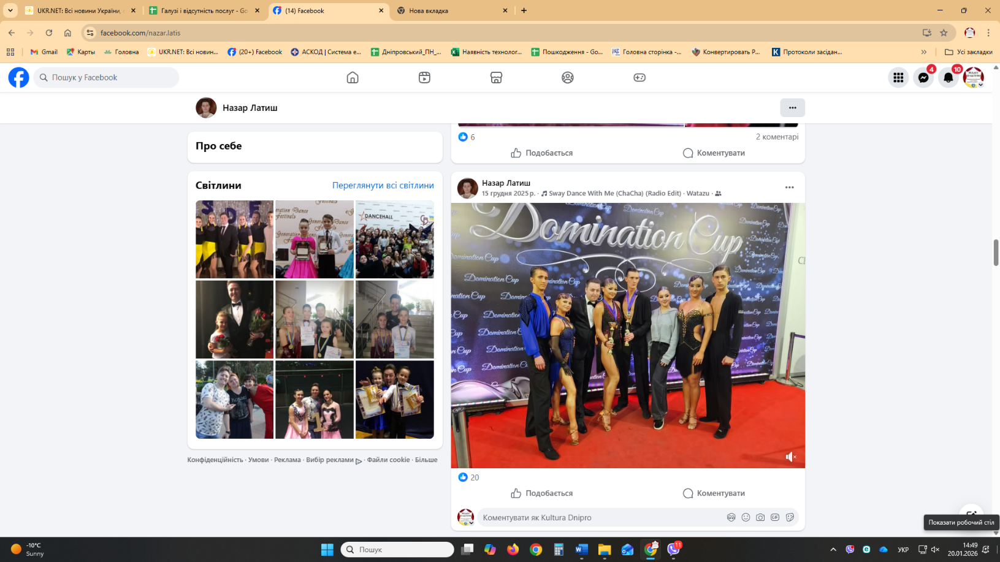 UKR.NET: Всі новини України,
Галузі і відсутність послуг - Go
(14) Facebook
Нова вкладка
facebook.com/nazar.latis
Gmail
Карты
Головна
UKR.NET: Всі новин...
(20+) Facebook
АСКОД | Система е...
Дніпровський_ПН_...
Наявність технолог...
Пошкодження - Go...
Головна сторінка -...
Конвертировать Р...
Протоколи засідан...
»
Усі закладки
Пошук у Facebook
4
10
Назар Латиш
Про себе
6
2 коментарі
Подобається
Коментувати
Світлини
Переглянути всі світлини
DANCEHALL
Назар Латиш
15 грудня 2025 р. · Sway Dance With Me (ChaCha) (Radio Edit) · Watazu ·
Domination Cup
Конфіденційність · Умови · Реклама · Вибір реклами · Файли cookie · Більше
20
Подобається
Коментувати
Коментувати як Kultura Dnipro
GIF
Показати робочий стіл
-10°C
Sunny
Пошук
11
УКР
14:49
20.01.2026